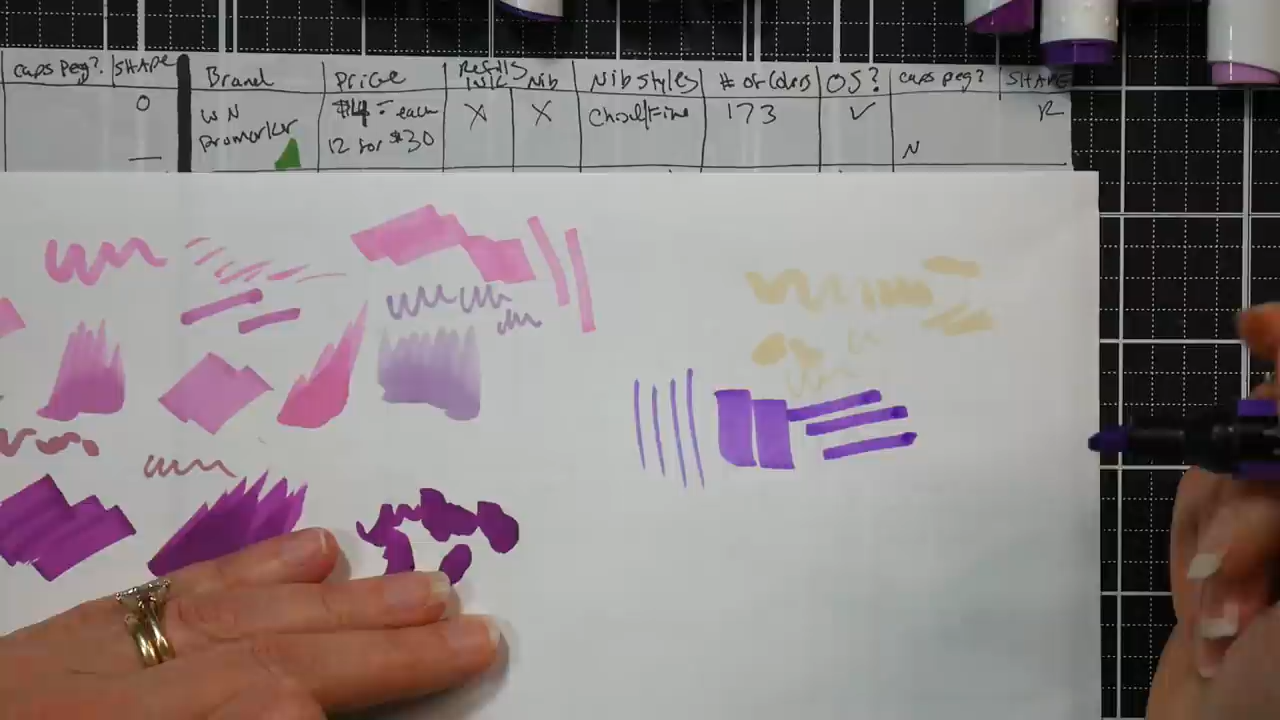 caps peg? SHAPE Brand Price Refills Nib Styles # of Colors OS? caps peg? SHAPE
INK Nib
O WN $4- each X X Chisel/Fine 173 ✓ R
promarker 12 for $30 N
—